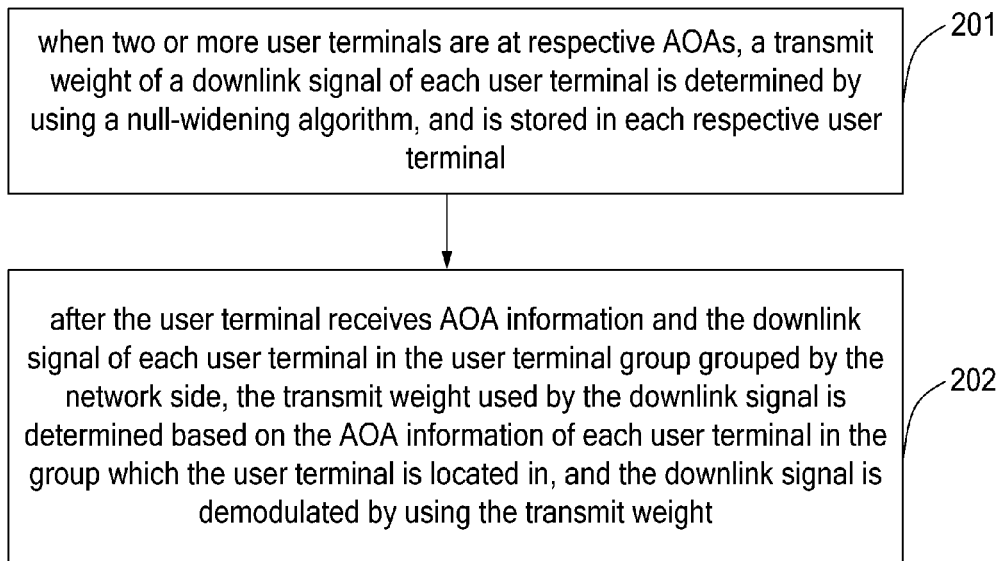 when two or more user terminals are at respective AOAs, a transmit
weight of a downlink signal of each user terminal is determined by
using a null-widening algorithm, and is stored in each respective user
terminal
201
after the user terminal receives AOA information and the downlink
signal of each user terminal in the user terminal group grouped by the
network side, the transmit weight used by the downlink signal is
determined based on the AOA information of each user terminal in the
group which the user terminal is located in, and the downlink signal is
demodulated by using the transmit weight
202